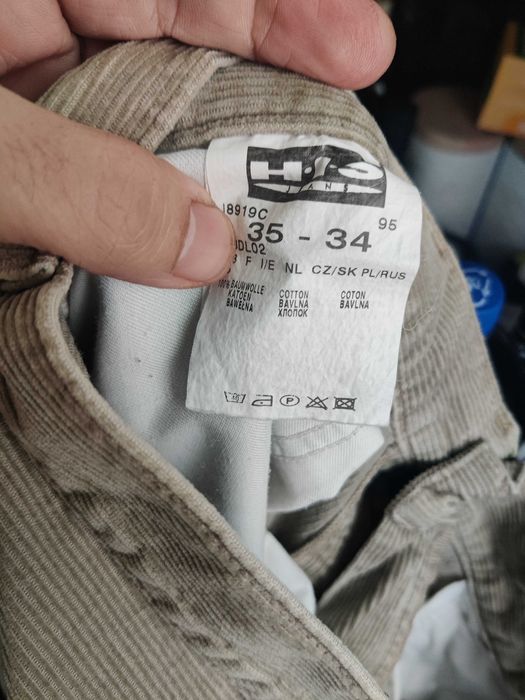 H·I·S
JEANS
18919C
35 - 34 95
DL02
F I/E NL CZ/SK PL/RUS
100% BAUMWOLLE COTTON COTON
KATOEN BAVLNA BAVLNA
BAWEŁNA ХЛОПОК
P